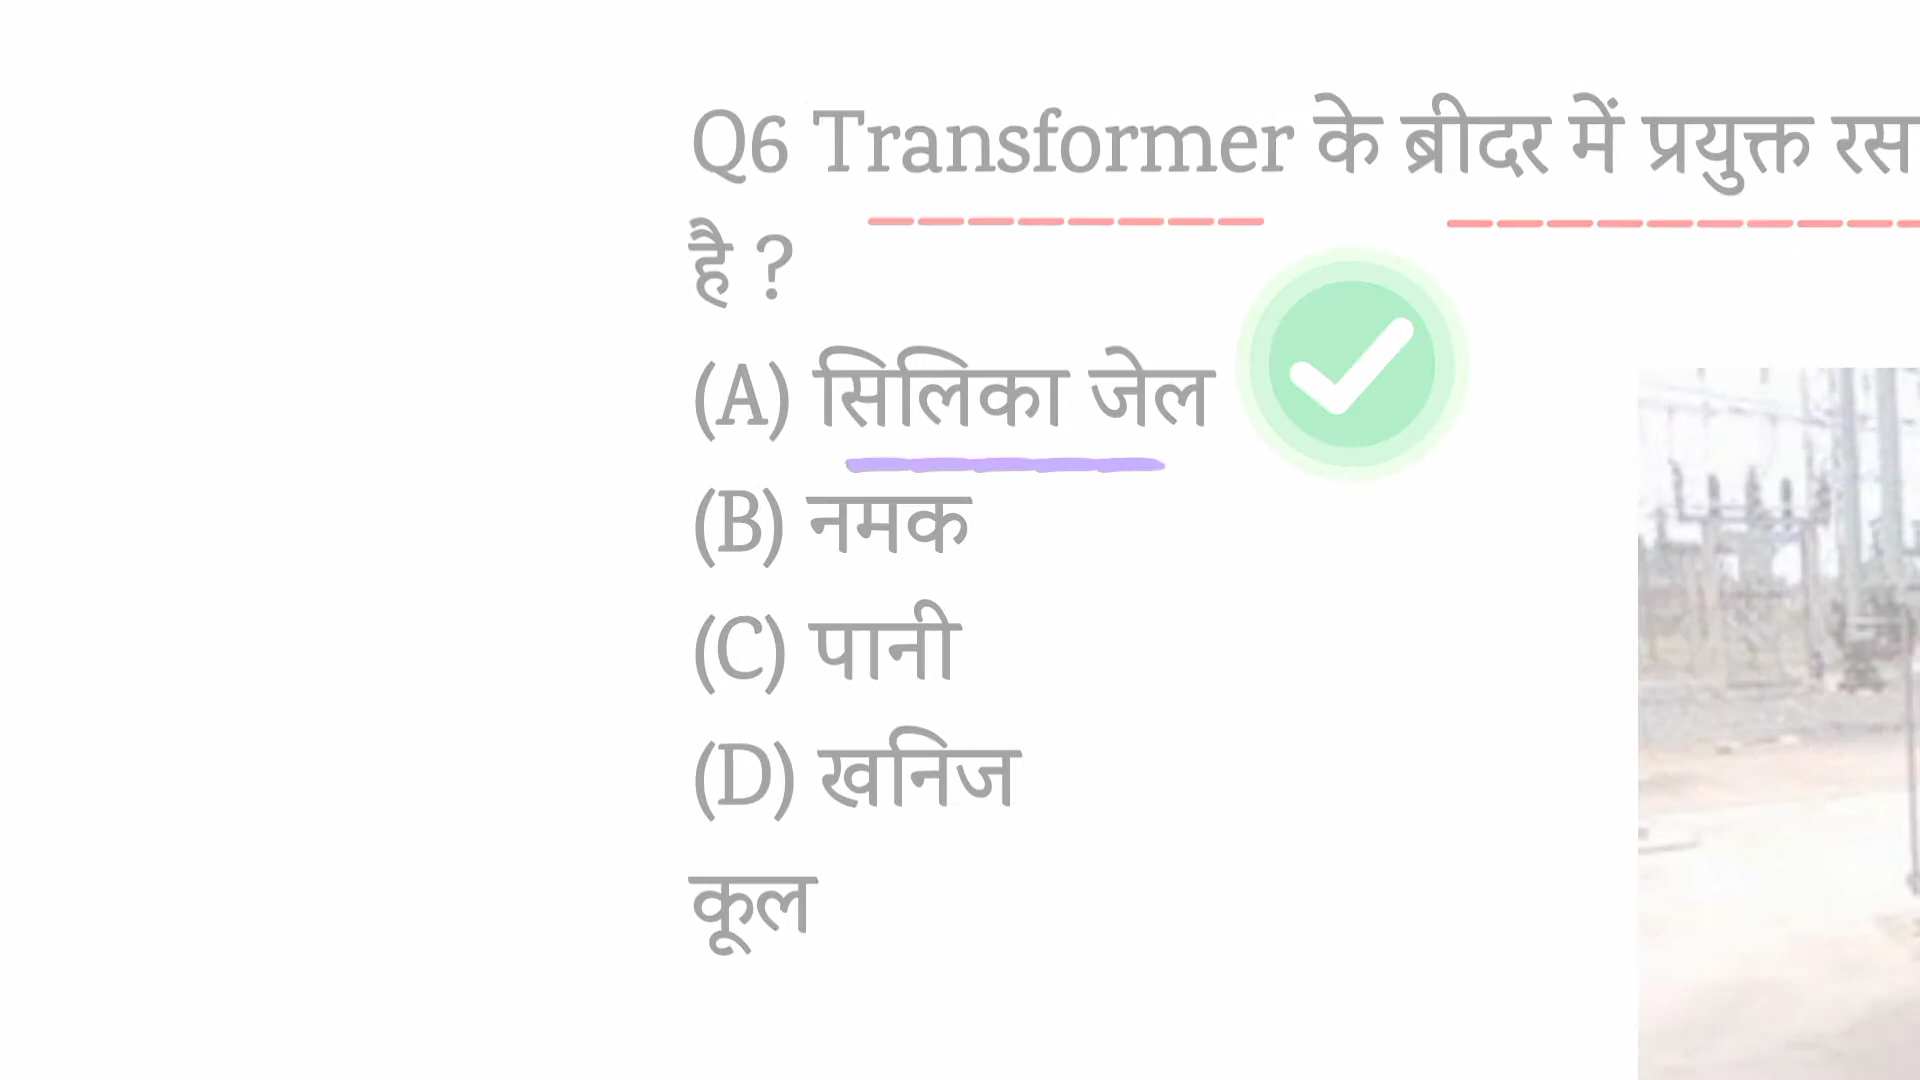 Q6 Transformer के ब्रीदर में प्रयुक्त रस
है ?
(A) सिलिका जेल
(B) नमक
(C) पानी
(D) खनिज
कूल